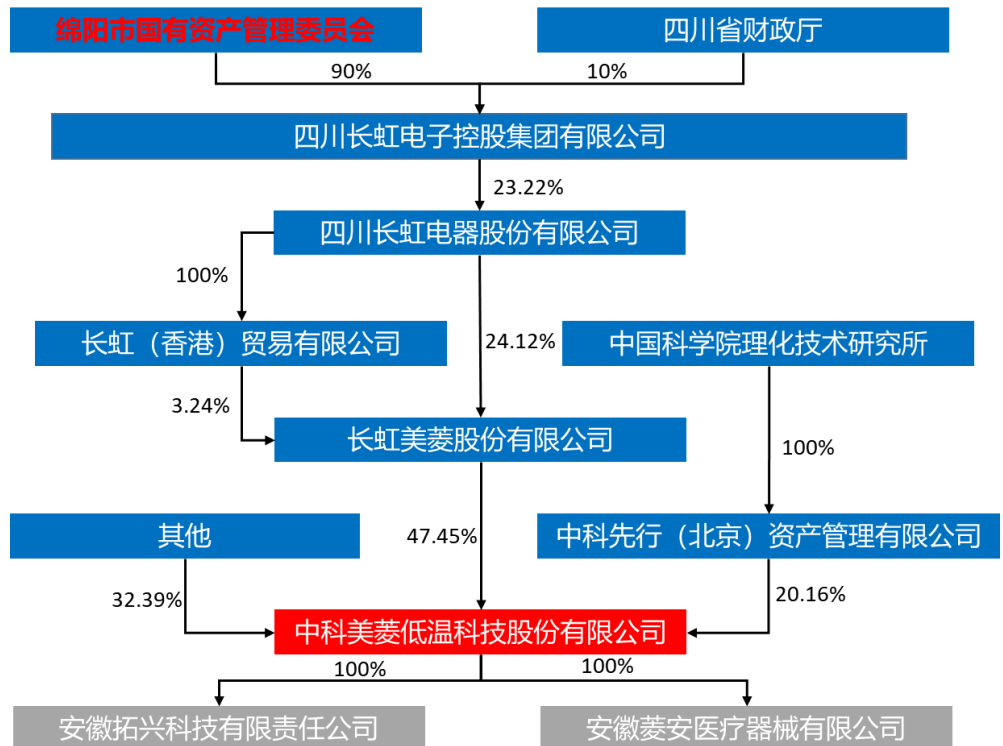 绵阳市国有资产管理委员会
四川省财政厅
90%
10%
四川长虹电子控股集团有限公司
23.22%
四川长虹电器股份有限公司
100%
长虹（香港）贸易有限公司
24.12%
中国科学院理化技术研究所
3.24%
长虹美菱股份有限公司
100%
其他
47.45%
中科先行（北京）资产管理有限公司
32.39%
20.16%
中科美菱低温科技股份有限公司
100%
100%
安徽拓兴科技有限责任公司
安徽菱安医疗器械有限公司